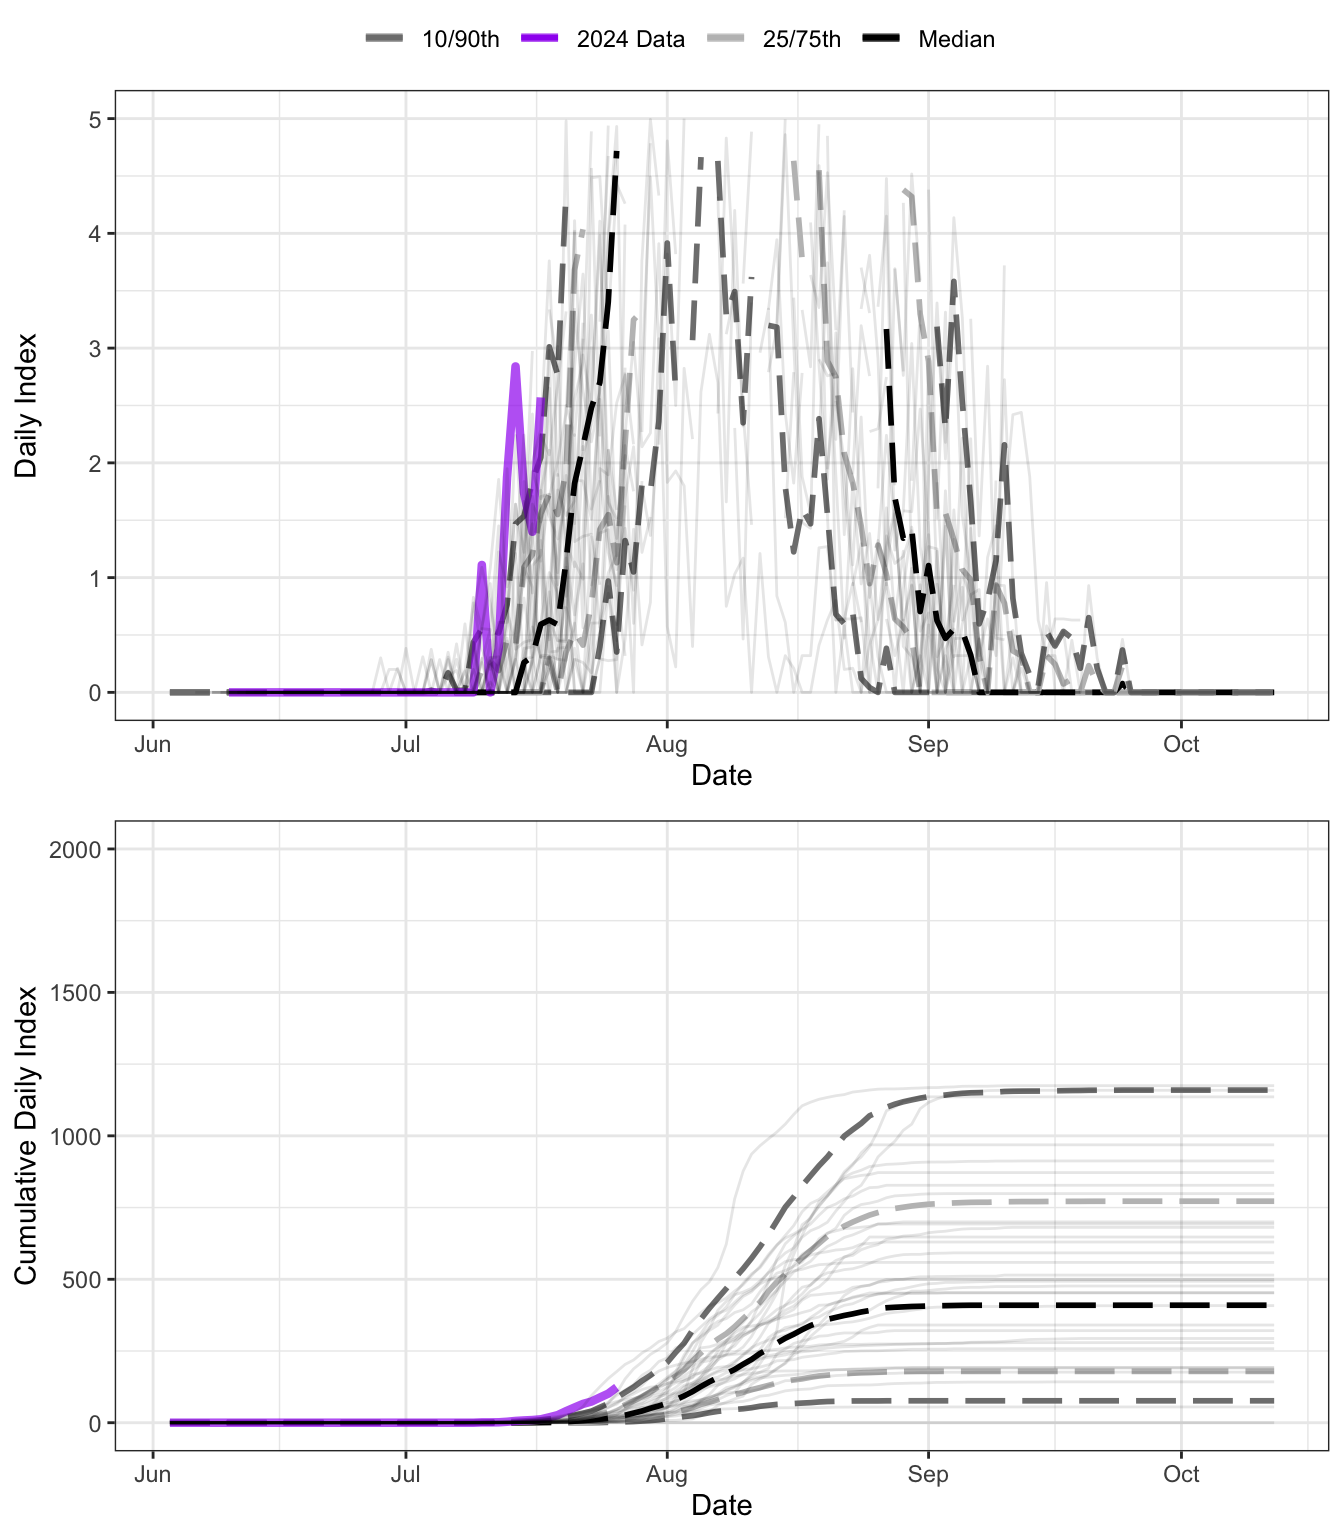 10/90th 2024 Data 25/75th Median
5
4
3
2
1
0
Daily Index
Jun Jul Aug Sep Oct
Date
2000
1500
1000
500
0
Cumulative Daily Index
Jun Jul Aug Sep Oct
Date